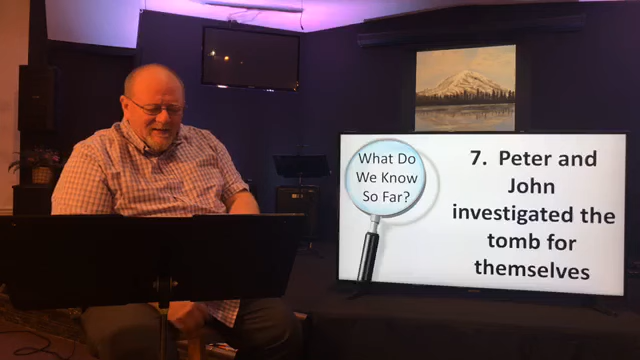 What Do
We Know
So Far?
7. Peter and
John
investigated the
tomb for
themselves